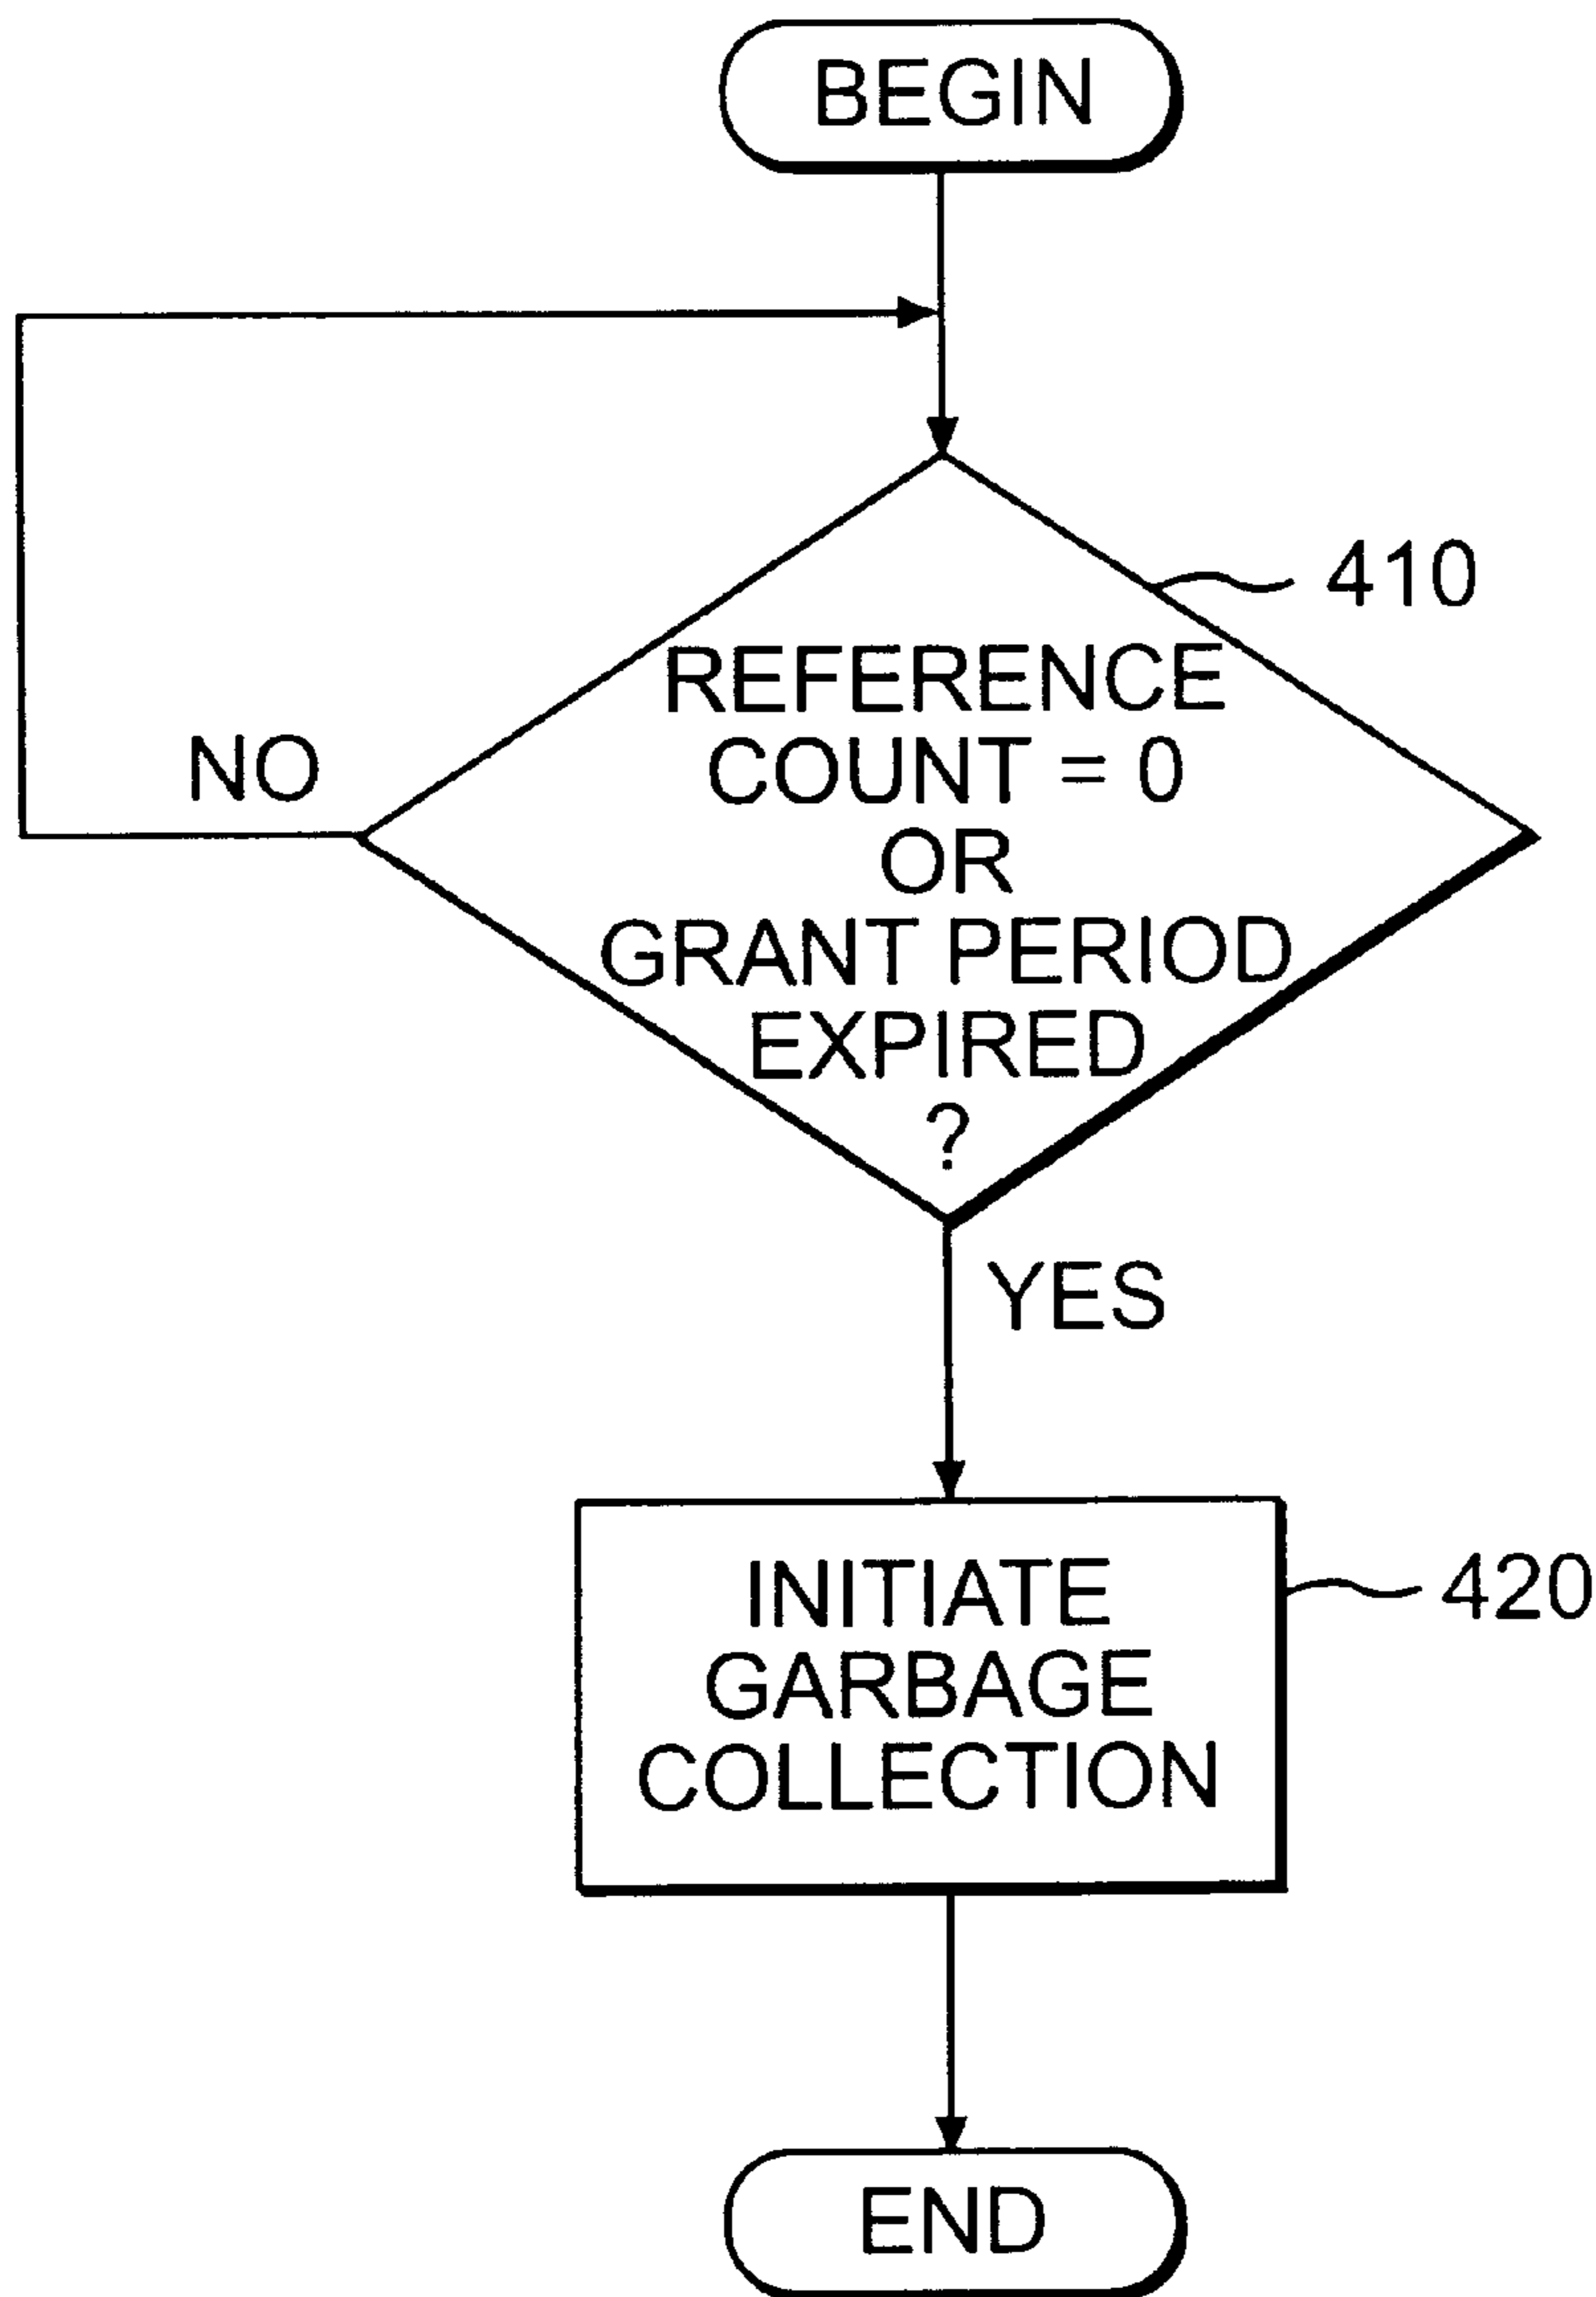 BEGIN
410
REFERENCE
COUNT = 0
OR
GRANT PERIOD
EXPIRED
?
NO
YES
INITIATE
GARBAGE
COLLECTION
420
END